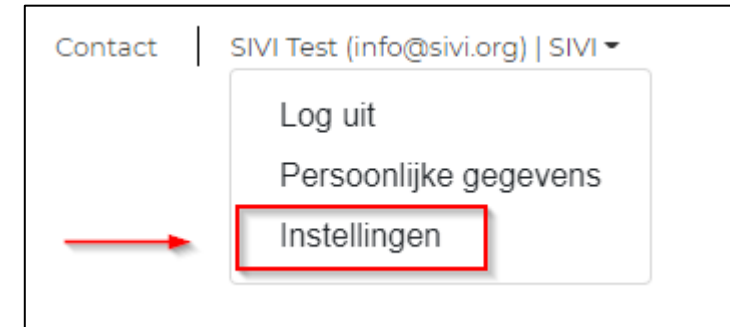 Contact SIVI Test (info@sivi.org) | SIVI
Log uit
Persoonlijke gegevens
Instellingen